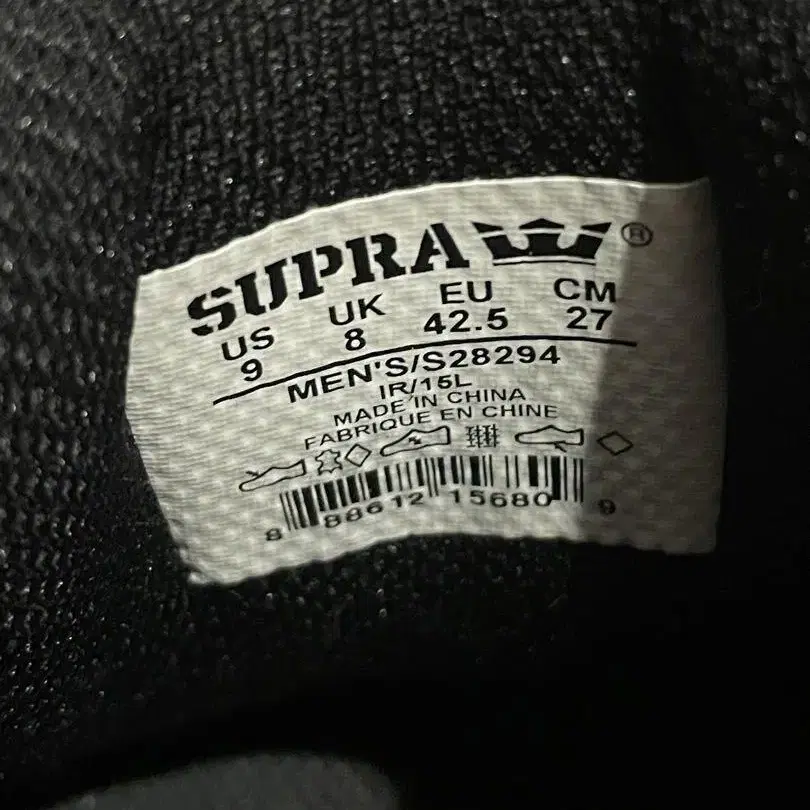 SUPRA ®
US UK EU CM
9 8 42.5 27
MEN'S/S28294
IR/15L
MADE IN CHINA
FABRIQUE EN CHINE
8 88612 15680 9